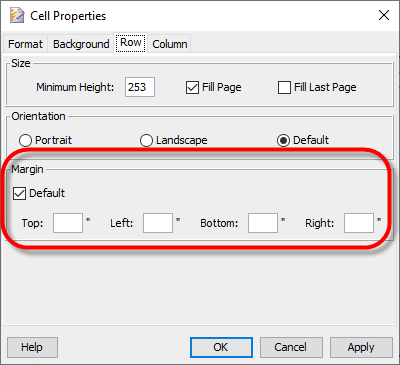 Cell Properties
Format Background Row Column
Size
Minimum Height: 253 Fill Page Fill Last Page
Orientation
Portrait Landscape Default
Margin
Default
Top: " Left: " Bottom: " Right: "
Help OK Cancel Apply